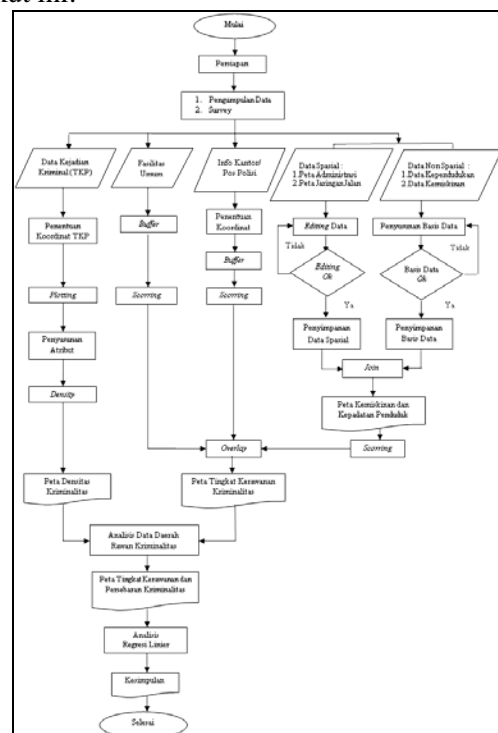 Mulai
Persiapan
1. Pengumpulan Data
2. Survey
Data Kejadian
Kriminal (TKP)
Fasilitas
Umum
Info Kantor/
Pos Polisi
Data Spasial :
1.Peta Administrasi
2.Peta Jaringan Jalan
Data Non Spasial :
1.Data Kependudukan
2.Data Kemiskinan
Penentuan
Koordinat TKP
Buffer
Penentuan
Koordinat
Editing Data
Penyusunan Basis Data
Tidak
Tidak
Buffer
Editing
Ok
Basis Data
Ok
Plotting
Scorring
Scorring
Ya
Ya
Penyusunan
Atribut
Penyimpanan
Data Spasial
Penyimpanan
Basis Data
Join
Density
Peta Kemiskinan dan
Kepadatan Penduduk
Overlay
Scorring
Peta Densitas
Kriminalitas
Peta Tingkat Kerawanan
Kriminalitas
Analisis Data Daerah
Rawan Kriminalitas
Peta Tingkat Kerawanan dan
Persebaran Kriminalitas
Analisis
Regresi Linier
Kesimpulan
Selesai